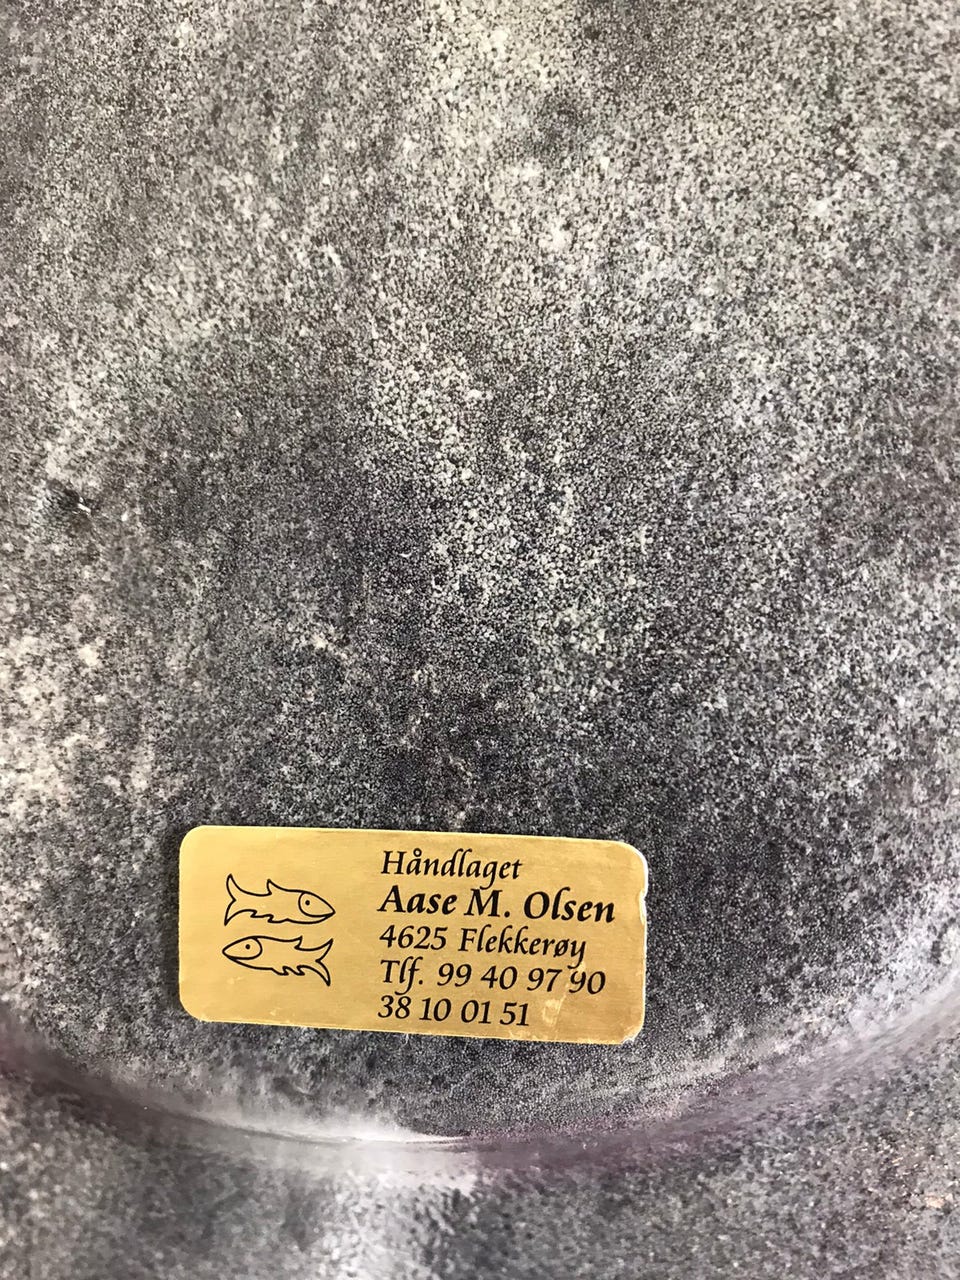 Håndlaget
Aase M. Olsen
4625 Flekkerøy
Tlf. 99 40 97 90
38 10 01 51